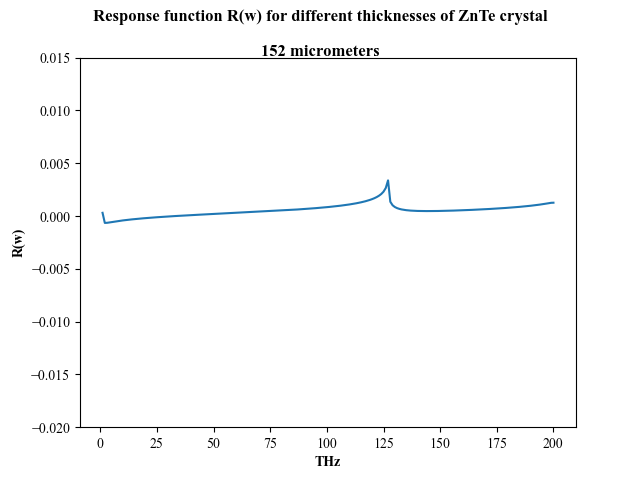 Response function R(w) for different thicknesses of ZnTe crystal
152 micrometers
0.015
0.010
0.005
0.000
−0.005
−0.010
−0.015
−0.020
R(w)
0 25 50 75 100 125 150 175 200
THz